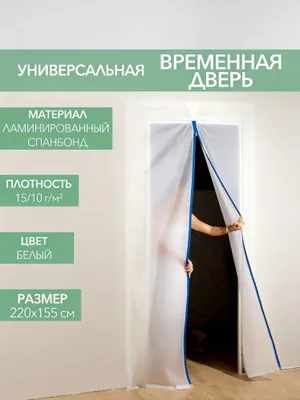 УНИВЕРСАЛЬНАЯ
ВРЕМЕННАЯ
ДВЕРЬ
МАТЕРИАЛ
ЛАМИНИРОВАННЫЙ
СПАНБОНД
ПЛОТНОСТЬ
15/10 г/м²
ЦВЕТ
БЕЛЫЙ
РАЗМЕР
220х155 см